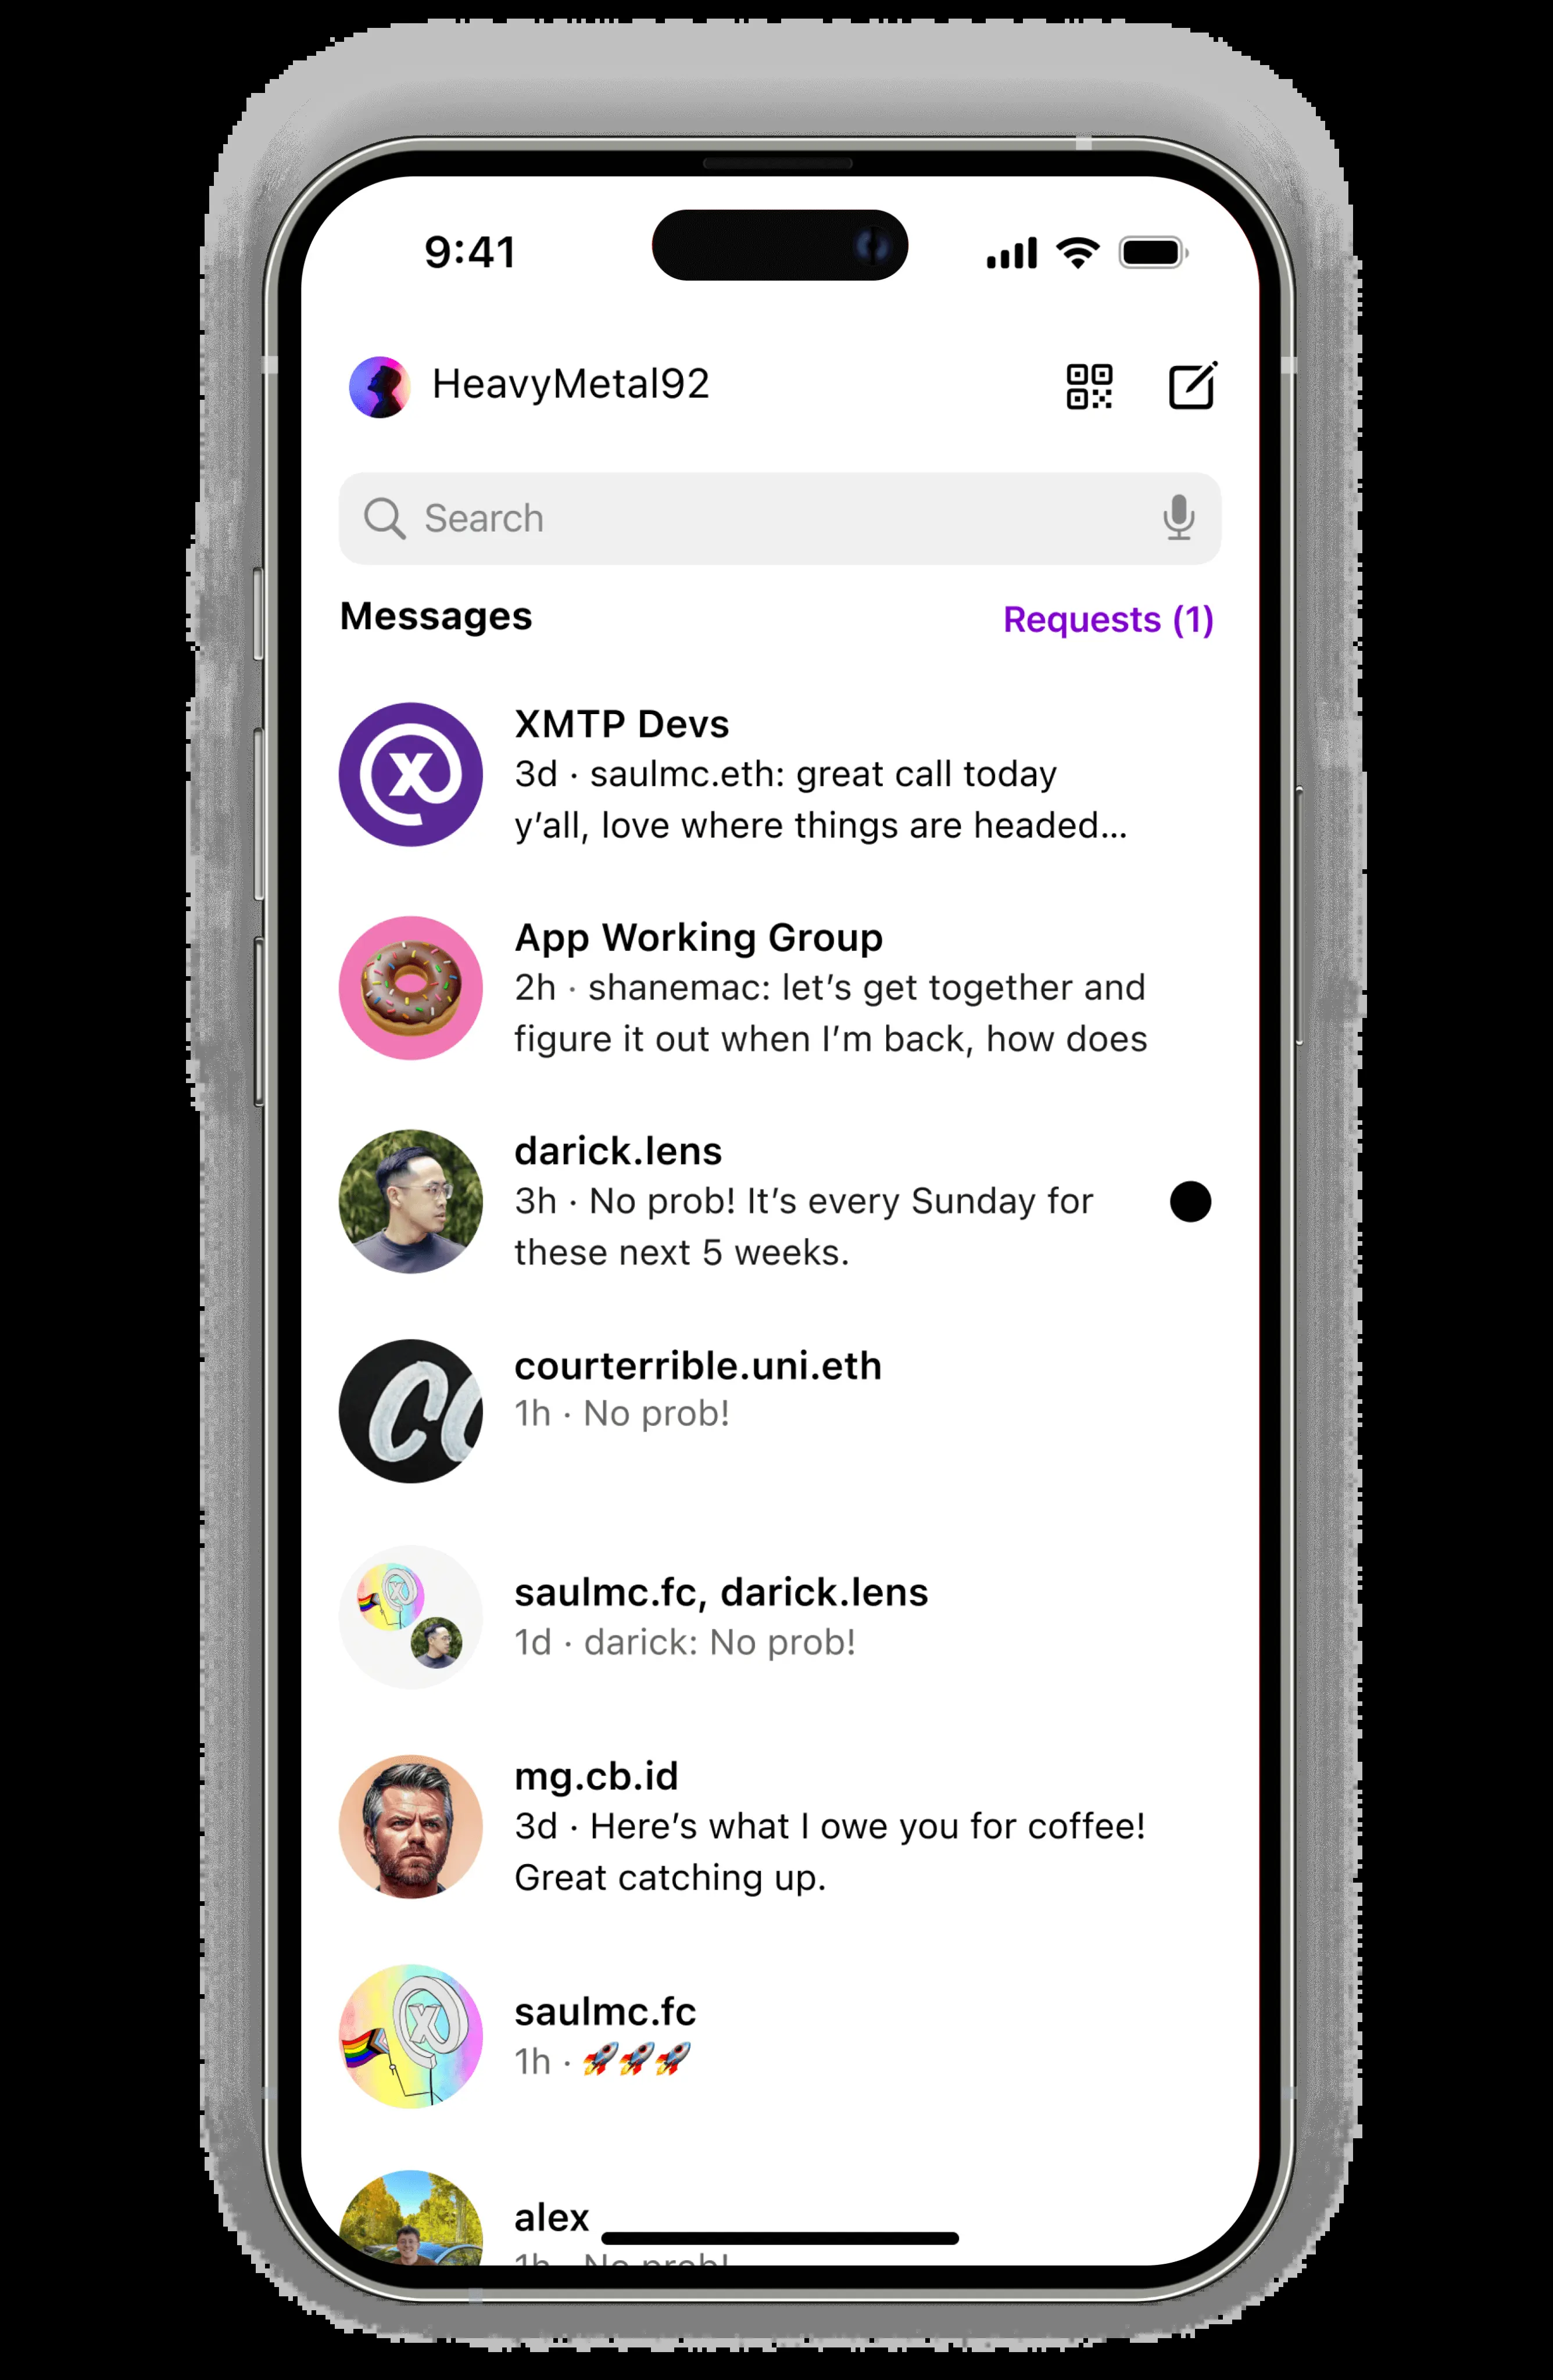 9:41
HeavyMetal92
Search
Messages
Requests (1)
XMTP Devs
3d · saulmc.eth: great call today
y’all, love where things are headed...
App Working Group
2h · shanemac: let’s get together and
figure it out when I’m back, how does
darick.lens
3h · No prob! It’s every Sunday for
these next 5 weeks.
courterrible.uni.eth
1h · No prob!
saulmc.fc, darick.lens
1d · darick: No prob!
mg.cb.id
3d · Here’s what I owe you for coffee!
Great catching up.
saulmc.fc
1h · 🚀🚀🚀
alex
1h · No prob!